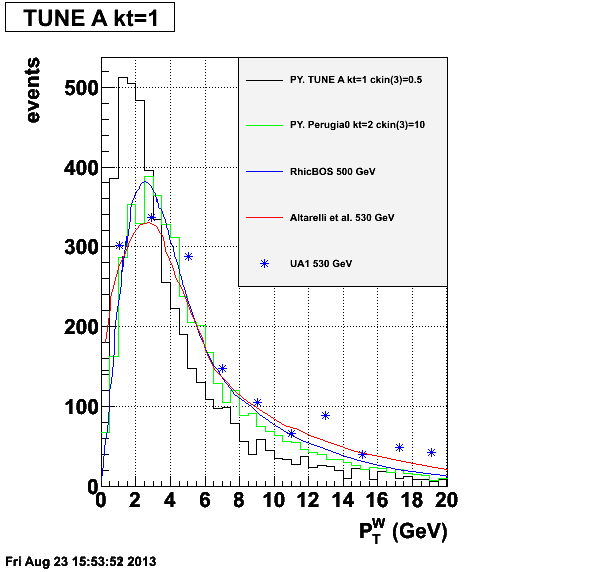 TUNE A kt=1
events
500
400
300
200
100
0
PY. TUNE A kt=1 ckin(3)=0.5
PY. Perugia0 kt=2 ckin(3)=10
RhicBOS 500 GeV
Altarelli et al. 530 GeV
UA1 530 GeV
0 2 4 6 8 10 12 14 16 18 20
P_T^W (GeV)
Fri Aug 23 15:53:52 2013